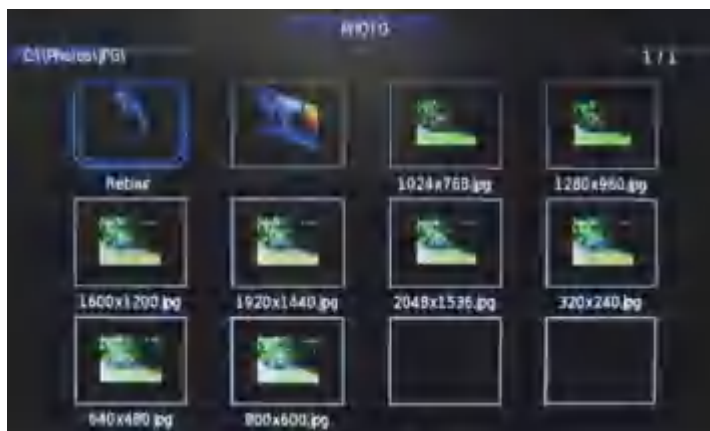 PHOTO
C:\Photos\JPG\ 1 / 1
1024x768.jpg 1280x960.jpg
1600x1200.jpg 1920x1440.jpg 2048x1536.jpg 320x240.jpg
640x480.jpg 800x600.jpg